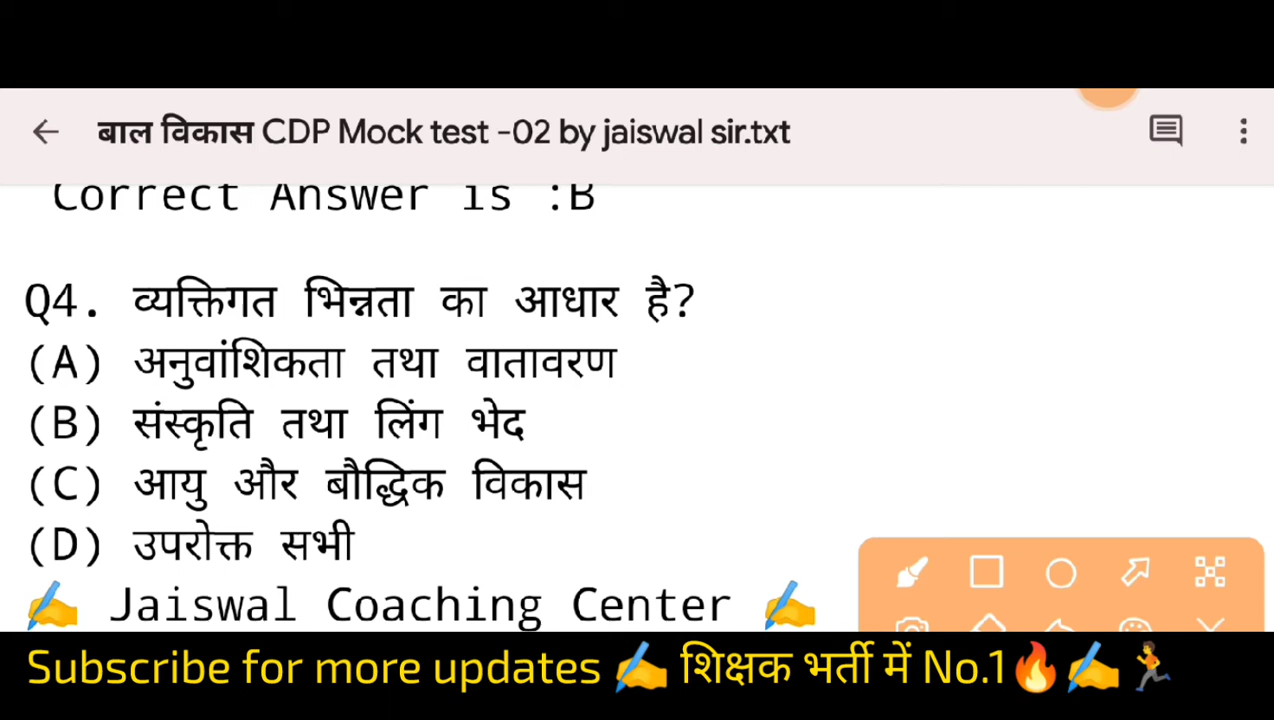 बाल विकास CDP Mock test -02 by jaiswal sir.txt
Correct Answer is :B
Q4. व्यक्तिगत भिन्नता का आधार है?
(A) अनुवांशिकता तथा वातावरण
(B) संस्कृति तथा लिंग भेद
(C) आयु और बौद्धिक विकास
(D) उपरोक्त सभी
✍️ Jaiswal Coaching Center ✍️
Subscribe for more updates ✍️ शिक्षक भर्ती में No.1🔥✍️🏃